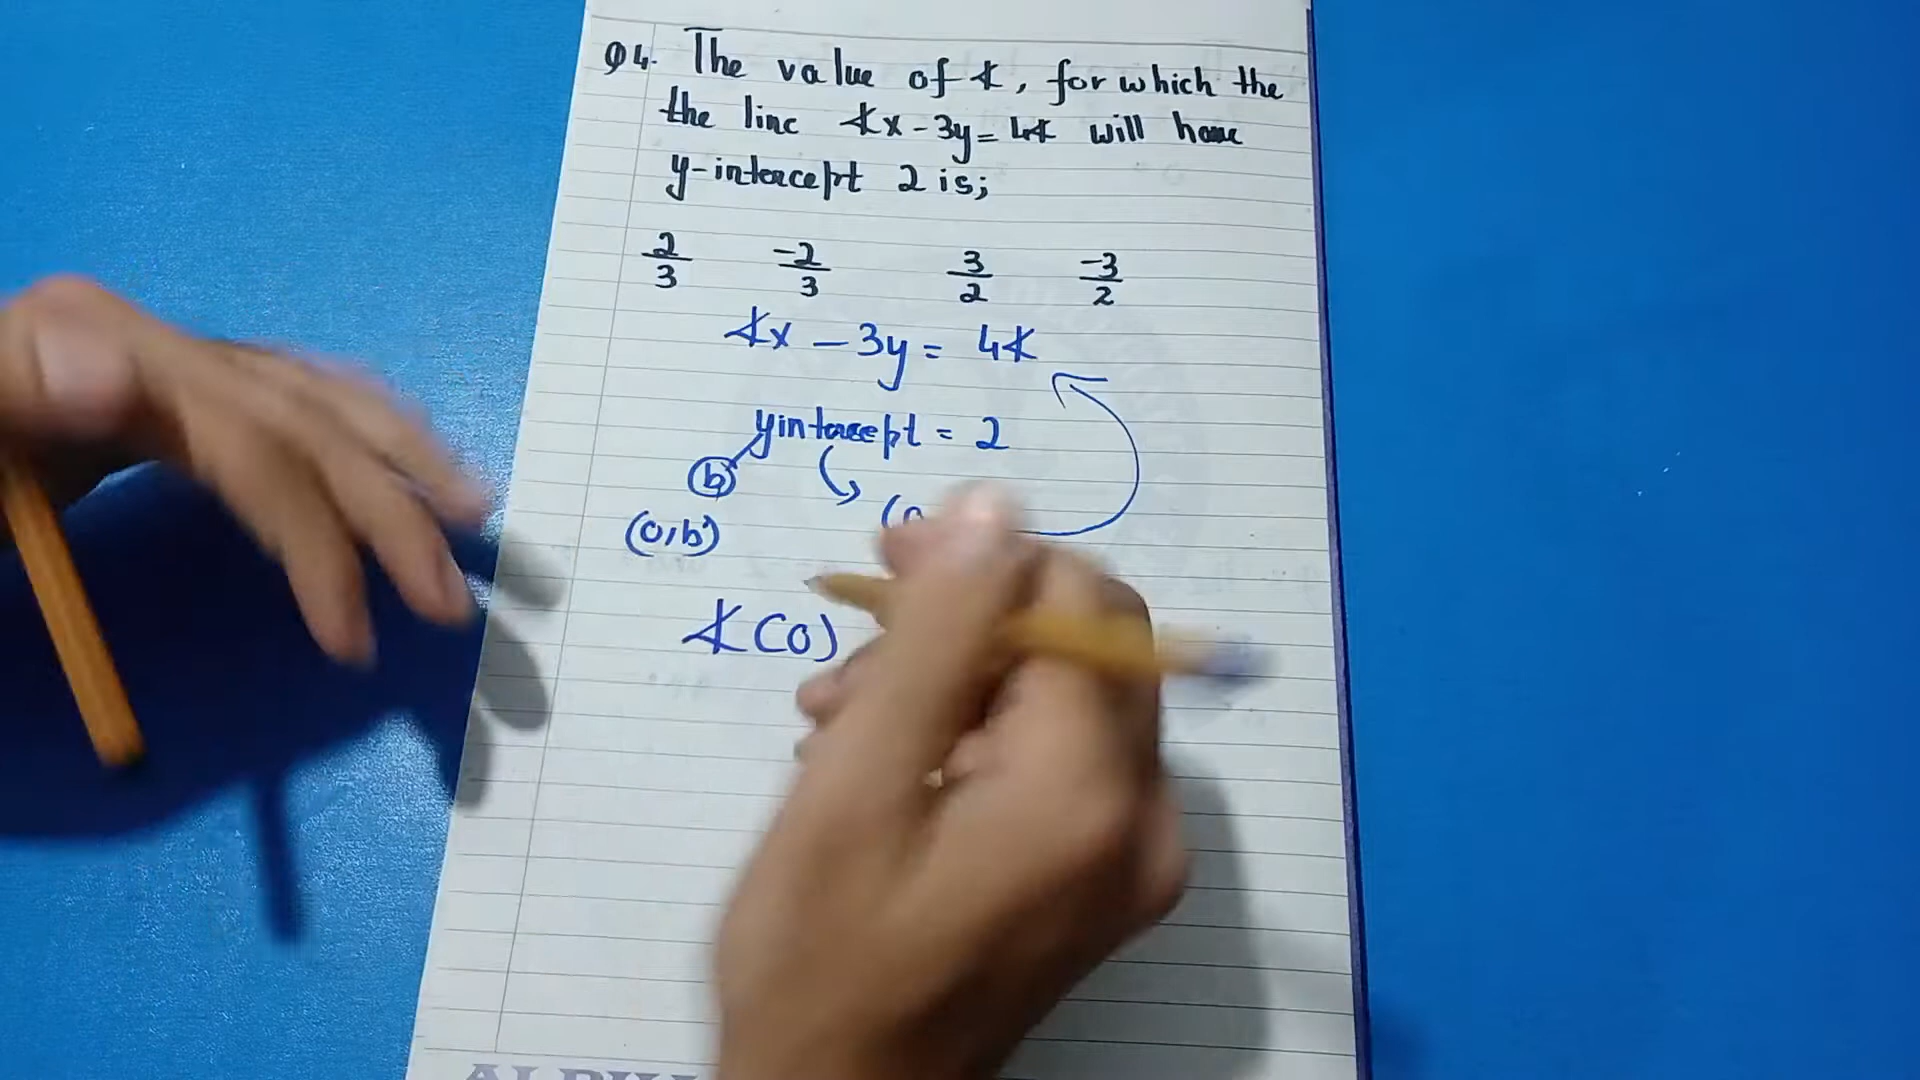 Q4. The value of k, for which the
the line kx - 3y = 4k will have
y-intercept 2 is;
2/3 -2/3 3/2 -3/2
kx - 3y = 4k
y intercept = 2
b
(0,b)
k(0)